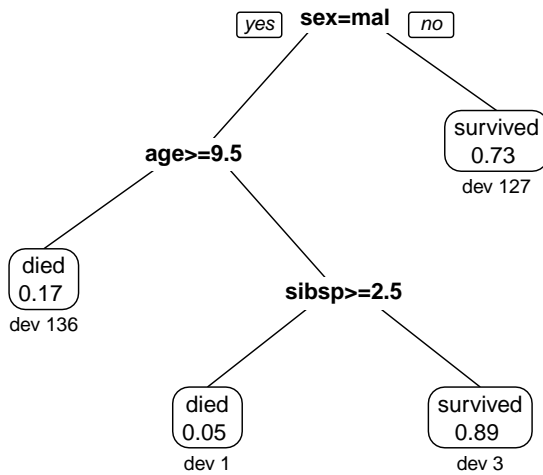 yes sex=mal no
age>=9.5
survived
0.73
dev 127
died
0.17
dev 136
sibsp>=2.5
died
0.05
dev 1
survived
0.89
dev 3